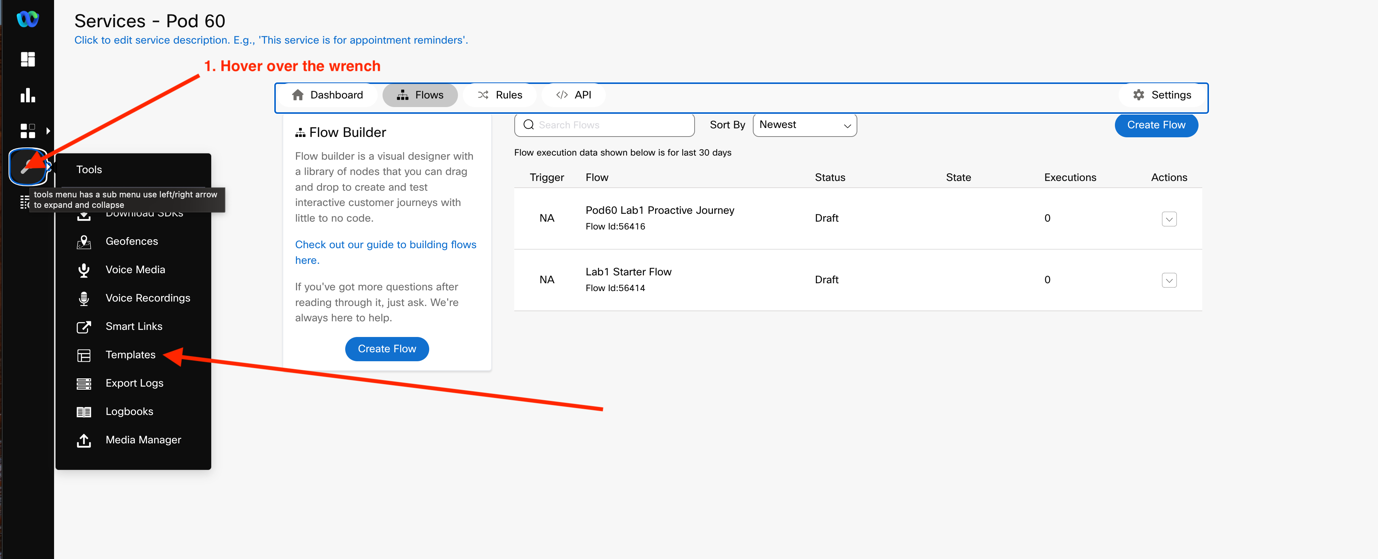 Services - Pod 60
Click to edit service description. E.g., 'This service is for appointment reminders'.
1. Hover over the wrench
Dashboard
Flows
Rules
API
Settings
Flow Builder
Flow builder is a visual designer with
a library of nodes that you can drag
and drop to create and test
interactive customer journeys with
little to no code.
Check out our guide to building flows
here.
If you've got more questions after
reading through it, just ask. We're
always here to help.
Create Flow
Search Flows
Sort By
Newest
Create Flow
Flow execution data shown below is for last 30 days
Trigger Flow Status State Executions Actions
NA Pod60 Lab1 Proactive Journey Draft 0
Flow Id:56416
NA Lab1 Starter Flow Draft 0
Flow Id:56414
Tools
tools menu has a sub menu use left/right arrow
to expand and collapse
Download SDKs
Geofences
Voice Media
Voice Recordings
Smart Links
Templates
Export Logs
Logbooks
Media Manager